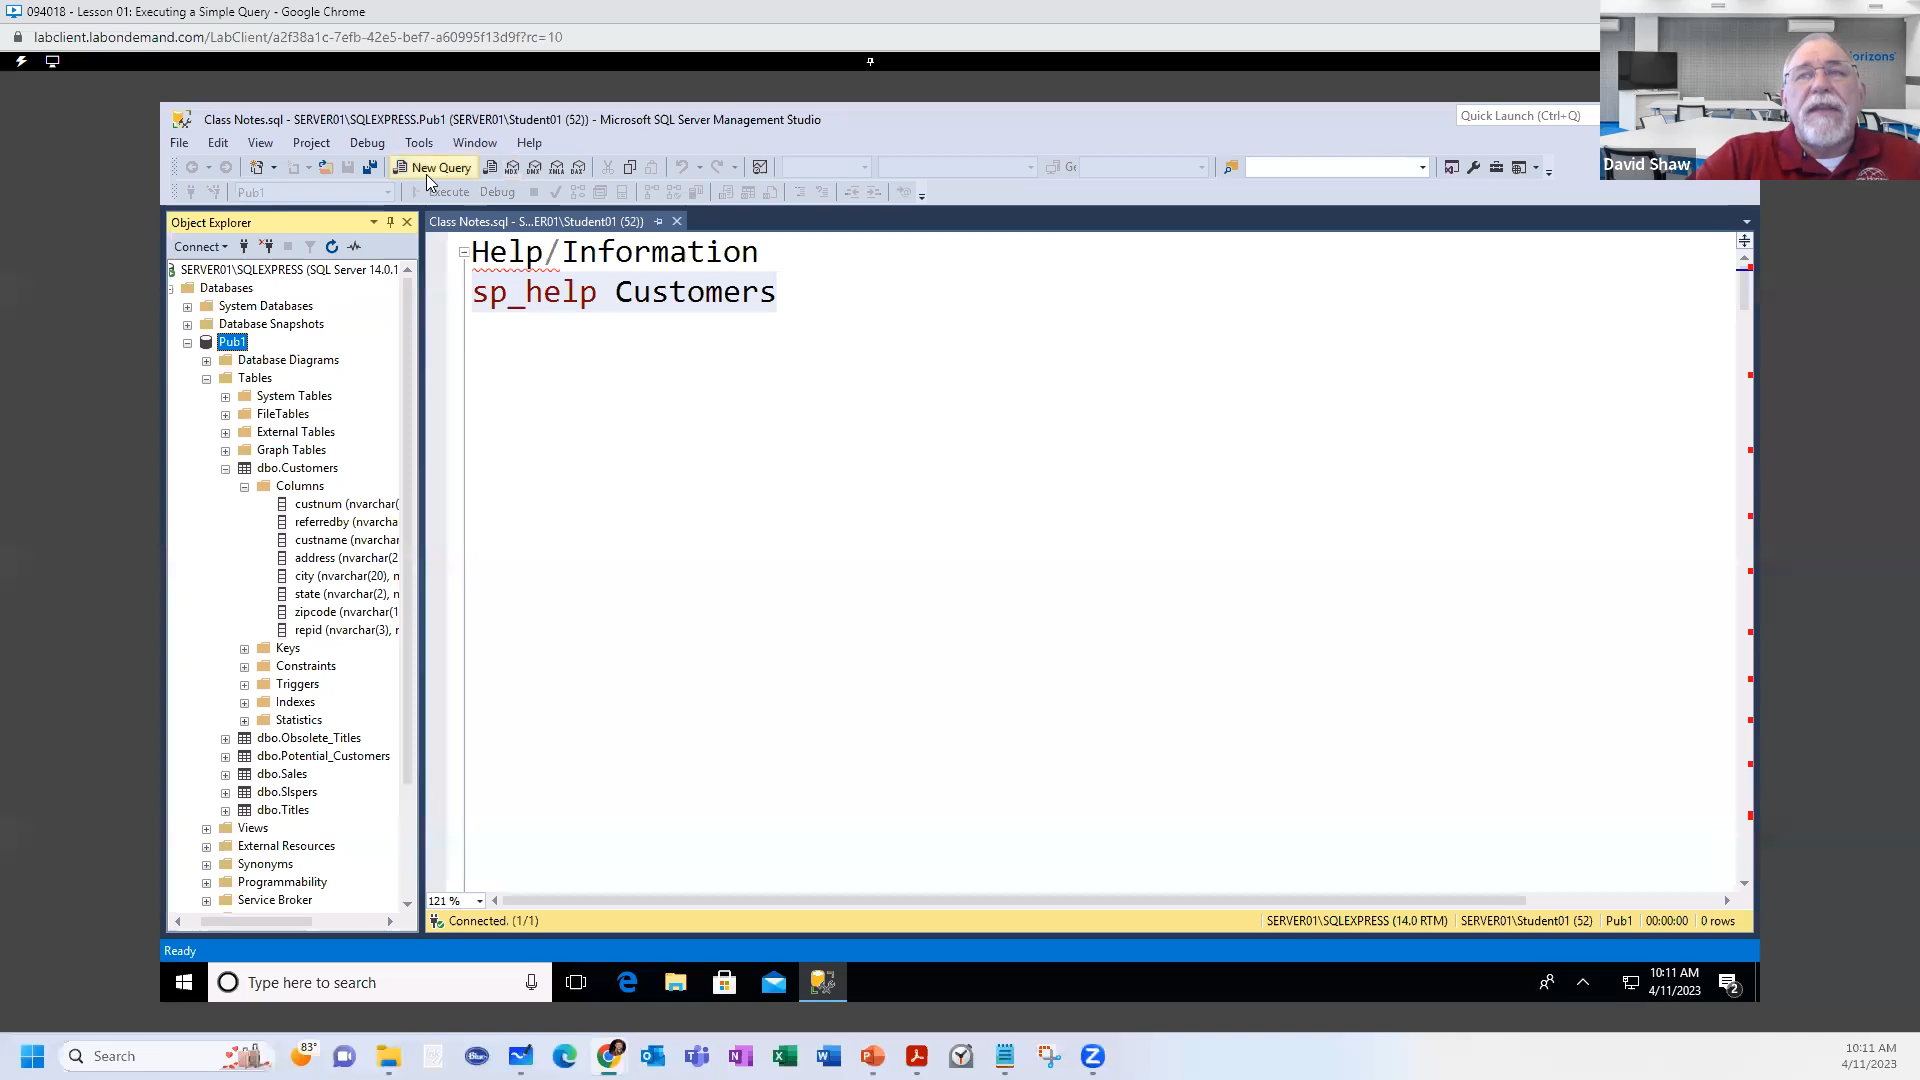 094018 - Lesson 01: Executing a Simple Query - Google Chrome
labclient.labondemand.com/LabClient/a2f38a1c-7efb-42e5-bef7-a60995f13d9f?rc=10
orizons
David Shaw
Class Notes.sql - SERVER01\SQLEXPRESS.Pub1 (SERVER01\Student01 (52)) - Microsoft SQL Server Management Studio
Quick Launch (Ctrl+Q)
File Edit View Project Debug Tools Window Help
New Query
MDX DMX XMLA DAX
Pub1
Execute Debug
Object Explorer
Class Notes.sql - S...ER01\Student01 (52))
Connect
SERVER01\SQLEXPRESS (SQL Server 14.0.1
Databases
System Databases
Database Snapshots
Pub1
Database Diagrams
Tables
System Tables
FileTables
External Tables
Graph Tables
dbo.Customers
Columns
custnum (nvarchar(
referredby (nvarcha
custname (nvarchar
address (nvarchar(2
city (nvarchar(20), n
state (nvarchar(2), n
zipcode (nvarchar(1
repid (nvarchar(3), r
Keys
Constraints
Triggers
Indexes
Statistics
dbo.Obsolete_Titles
dbo.Potential_Customers
dbo.Sales
dbo.Slspers
dbo.Titles
Views
External Resources
Synonyms
Programmability
Service Broker
Help/Information
sp_help Customers
121 %
Connected. (1/1)
SERVER01\SQLEXPRESS (14.0 RTM) SERVER01\Student01 (52) Pub1 00:00:00 0 rows
Ready
Type here to search
10:11 AM
4/11/2023
2
Search
83°
10:11 AM
4/11/2023